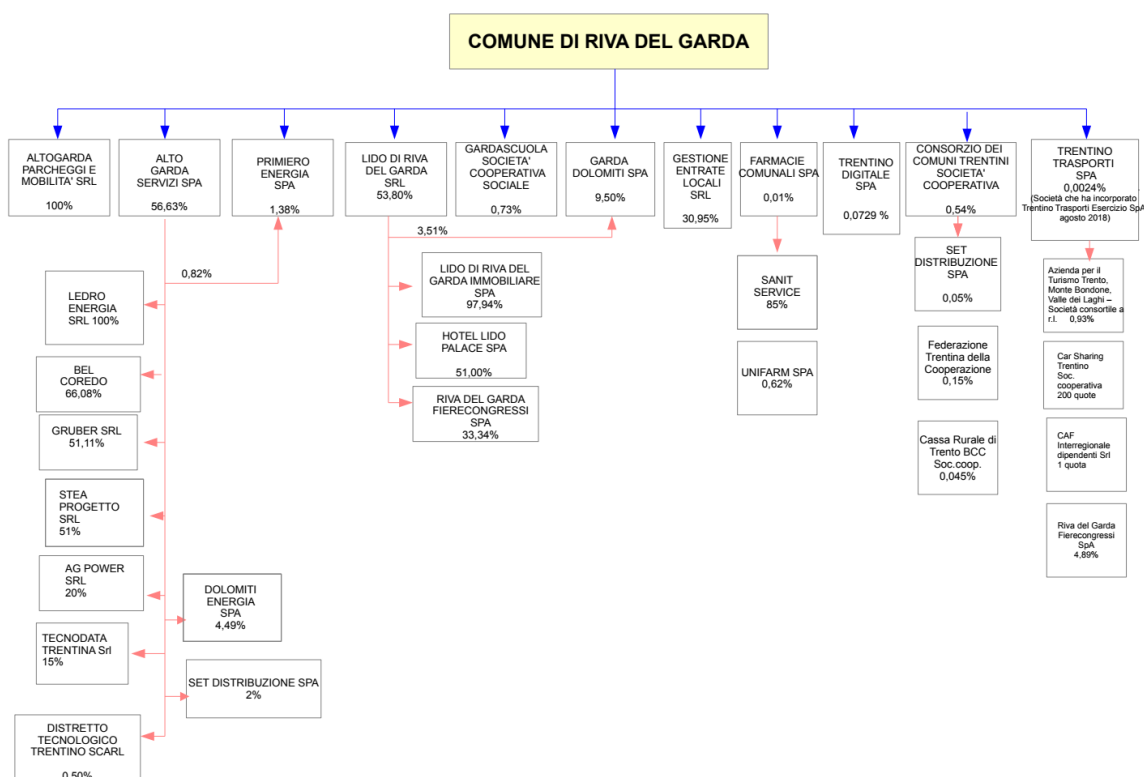 COMUNE DI RIVA DEL GARDA
ALTOGARDA
PARCHEGGI E
MOBILITA' SRL
100%
ALTO
GARDA
SERVIZI SPA
56,63%
PRIMIERO
ENERGIA
SPA
1,38%
LIDO DI RIVA
DEL GARDA
SRL
53,80%
GARDASCUOLA
SOCIETA'
COOPERATIVA
SOCIALE
0,73%
GARDA
DOLOMITI SPA
9,50%
GESTIONE
ENTRATE
LOCALI
SRL
30,95%
FARMACIE
COMUNALI SPA
0,01%
TRENTINO
DIGITALE
SPA
0,0729 %
CONSORZIO DEI
COMUNI TRENTINI
SOCIETA'
COOPERATIVA
0,54%
TRENTINO
TRASPORTI
SPA
0,0024%
(Società che ha incorporato
Trentino Trasporti Esercizio SpA
agosto 2018)
0,82%
3,51%
LEDRO
ENERGIA
SRL 100%
BEL
COREDO
66,08%
GRUBER SRL
51,11%
STEA
PROGETTO
SRL
51%
AG POWER
SRL
20%
TECNODATA
TRENTINA Srl
15%
DISTRETTO
TECNOLOGICO
TRENTINO SCARL
0,50%
DOLOMITI
ENERGIA
SPA
4,49%
SET DISTRIBUZIONE SPA
2%
LIDO DI RIVA DEL
GARDA IMMOBILIARE
SPA
97,94%
HOTEL LIDO
PALACE SPA
51,00%
RIVA DEL GARDA
FIERECONGRESSI
SPA
33,34%
SANIT
SERVICE
85%
UNIFARM SPA
0,62%
SET
DISTRIBUZIONE
SPA
0,05%
Federazione
Trentina della
Cooperazione
0,15%
Cassa Rurale di
Trento BCC
Soc.coop.
0,045%
Azienda per il
Turismo Trento,
Monte Bondone,
Valle dei Laghi –
Società consortile a
r.l. 0,93%
Car Sharing
Trentino
Soc.
cooperativa
200 quote
CAF
Interregionale
dipendenti Srl
1 quota
Riva del Garda
Fierecongressi
SpA
4,89%